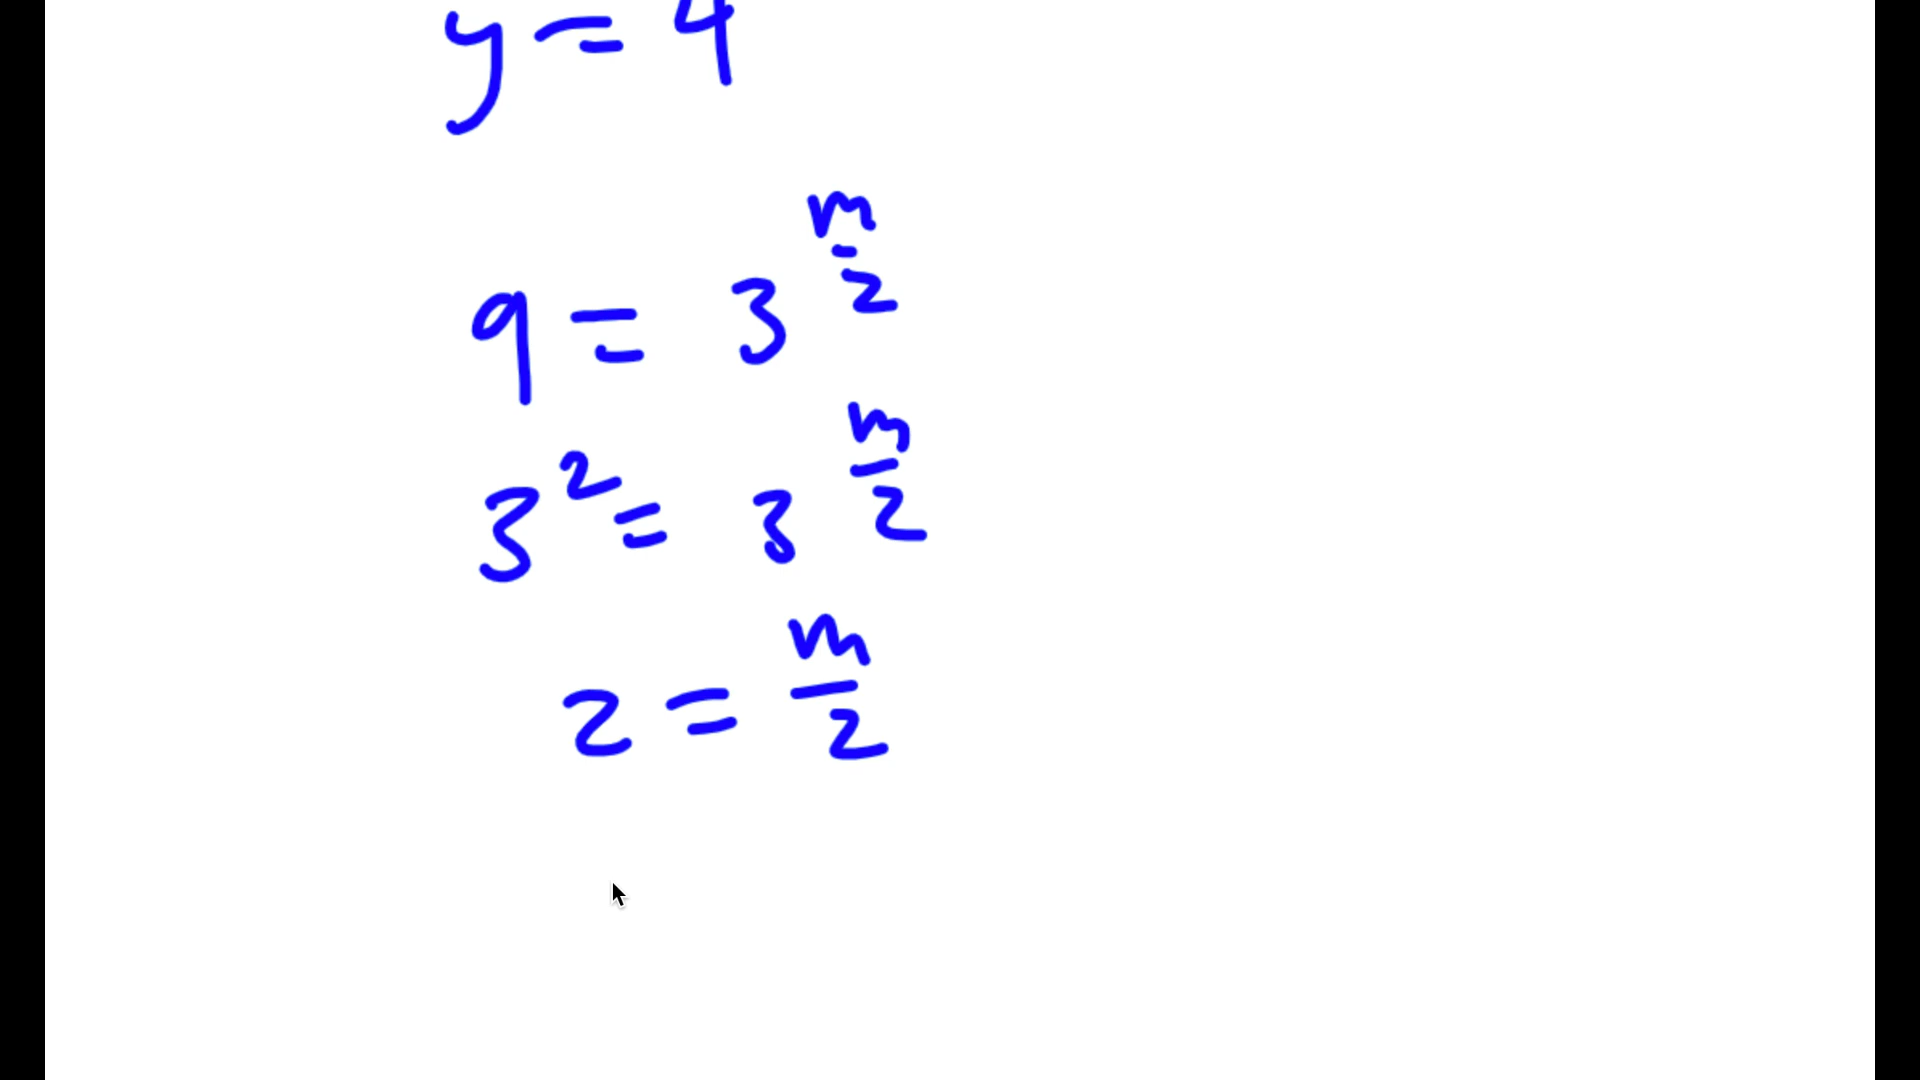 y = 4
9 = 3^(m/2)
3^2 = 3^(m/2)
2 = m/2